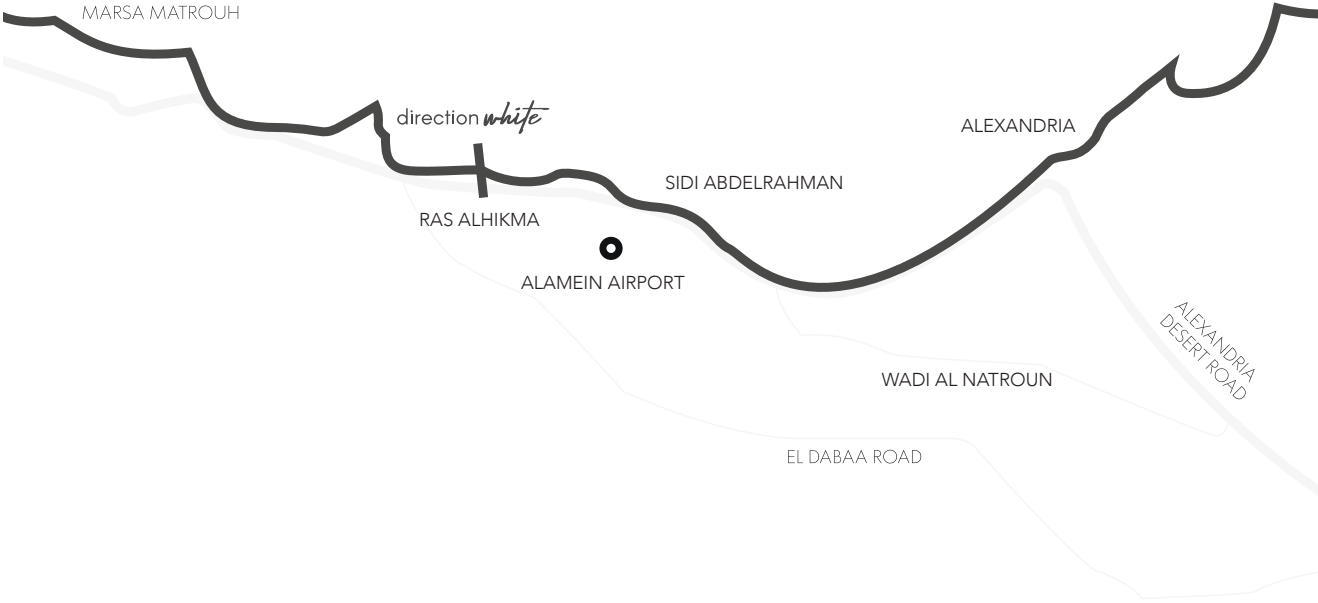 MARSA MATROUH
direction white
ALEXANDRIA
SIDI ABDELRAHMAN
RAS ALHIKMA
ALAMEIN AIRPORT
ALEXANDRIA
DESERT ROAD
WADI AL NATROUN
EL DABAA ROAD